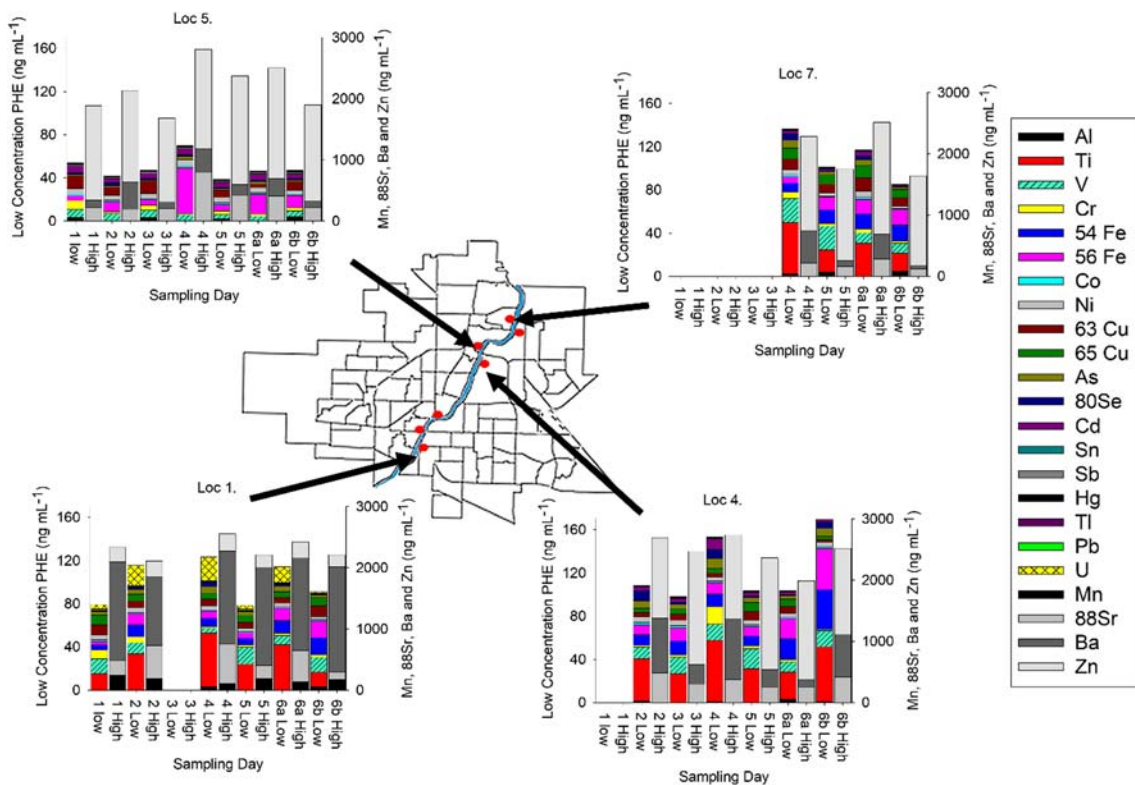 Loc 5.
Low Concentration PHE (ng mL⁻¹)
160
120
80
40
0
3000
2000
1000
0
Mn, 88Sr, Ba and Zn (ng mL⁻¹)
1 low
1 High
2 Low
2 High
3 Low
3 High
4 Low
4 High
5 Low
5 High
6a Low
6a High
6b Low
6b High
Sampling Day
Loc 7.
Low Concentration PHE (ng mL⁻¹)
160
120
80
40
0
3000
2000
1000
0
Mn, 88Sr, Ba and Zn (ng mL⁻¹)
1 low
1 High
2 Low
2 High
3 Low
3 High
4 Low
4 High
5 Low
5 High
6a Low
6a High
6b Low
6b High
Sampling Day
Loc 1.
Low Concentration PHE (ng mL⁻¹)
160
120
80
40
0
3000
2000
1000
0
Mn, 88Sr, Ba and Zn (ng mL⁻¹)
1 low
1 High
2 Low
2 High
3 Low
3 High
4 Low
4 High
5 Low
5 High
6a Low
6a High
6b Low
6b High
Sampling Day
Loc 4.
Low Concentration PHE (ng mL⁻¹)
160
120
80
40
0
3000
2000
1000
0
Mn, 88Sr, Ba and Zn (ng mL⁻¹)
1 low
1 High
2 Low
2 High
3 Low
3 High
4 Low
4 High
5 Low
5 High
6a Low
6a High
6b Low
6b High
Sampling Day
Al
Ti
V
Cr
54 Fe
56 Fe
Co
Ni
63 Cu
65 Cu
As
80Se
Cd
Sn
Sb
Hg
Tl
Pb
U
Mn
88Sr
Ba
Zn